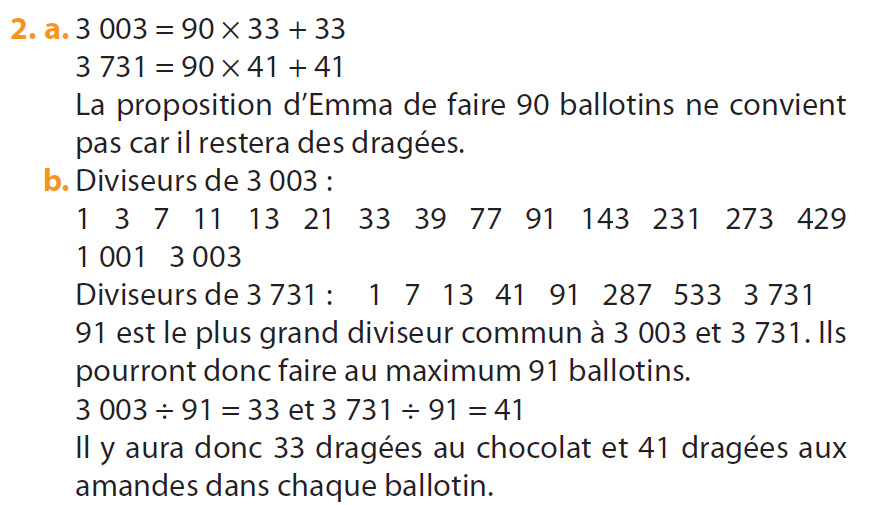 2. a. 3 003 = 90 × 33 + 33
3 731 = 90 × 41 + 41
La proposition d’Emma de faire 90 ballotins ne convient
pas car il restera des dragées.
b. Diviseurs de 3 003 :
1 3 7 11 13 21 33 39 77 91 143 231 273 429
1 001 3 003
Diviseurs de 3 731 : 1 7 13 41 91 287 533 3 731
91 est le plus grand diviseur commun à 3 003 et 3 731. Ils
pourront donc faire au maximum 91 ballotins.
3 003 ÷ 91 = 33 et 3 731 ÷ 91 = 41
Il y aura donc 33 dragées au chocolat et 41 dragées aux
amandes dans chaque ballotin.